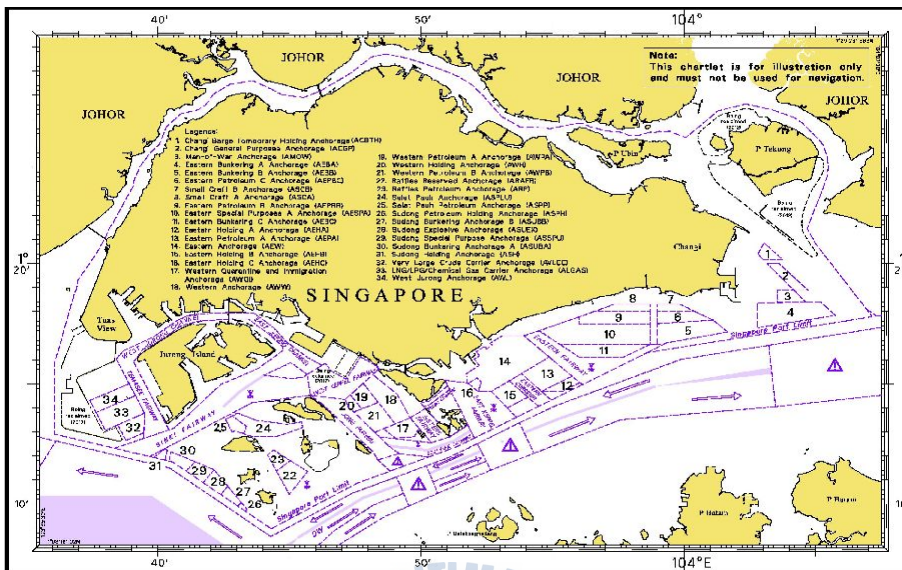 40'
50'
104°
JOHOR
JOHOR
JOHOR
JOHOR
Note:
This chartlet is for illustration only
and must not be used for navigation.
P Ubin
P Tekong
Changi
Legend:
1. Changi Barge Temporary Holding Anchorage(ACBTH)
2. Changi General Purposes Anchorage (ACGP)
3. Man-of-War Anchorage (AMOW)
4. Eastern Bunkering A Anchorage (AEBA)
5. Eastern Bunkering B Anchorage (AEBB)
6. Eastern Petroleum C Anchorage (AEPBC)
7. Small Craft B Anchorage (ASCB)
8. Small Craft A Anchorage (ASCA)
9. Eastern Petroleum B Anchorage (AEPBB)
10. Eastern Special Purposes A Anchorage (AESPA)
11. Eastern Bunkering C Anchorage (AEBC)
12. Eastern Holding A Anchorage (AEHA)
13. Eastern Petroleum A Anchorage (AEPA)
14. Eastern Anchorage (AEW)
15. Eastern Holding B Anchorage (AEHB)
16. Eastern Holding C Anchorage (AEHC)
17. Western Quarantine and Immigration
Anchorage (AWQI)
18. Western Anchorage (AWW)
19. Western Petroleum A Anchorage (AWPA)
20. Western Holding Anchorage (AWH)
21. Western Petroleum B Anchorage (AWPB)
22. Raffles Reserved Anchorage (ARAFR)
23. Raffles Petroleum Anchorage (ARP)
24. Selat Pauh Anchorage (ASPLU)
25. Selat Pauh Petroleum Anchorage (ASPP)
26. Sudong Petroleum Holding Anchorage (ASPH)
27. Sudong Bunkering Anchorage B (ASUBB)
28. Sudong Explosive Anchorage (ASUEX)
29. Sudong Special Purpose Anchorage (ASSPU)
30. Sudong Bunkering A Anchorage (ASUBA)
31. Sudong Holding Anchorage (ASH)
32. Very Large Crude Carrier Anchorage (AVLCC)
33. LNG/LPG/Chemical Gas Carrier Anchorage (ALGAS)
34. West Jurong Anchorage (AWJ)
20'
20'
SINGAPORE
Tuas
View
Jurong Island
EASTERN FAIRWAY
SINKI FAIRWAY
Singapore Port Limit
Singapore Port Limit
1
2
3
4
5
6
7
8
9
10
11
12
13
14
15
16
17
18
19
20
21
22
23
24
25
26
27
28
29
30
31
32
33
34
10'
10'
DW
P Batam
40'
50'
104°E